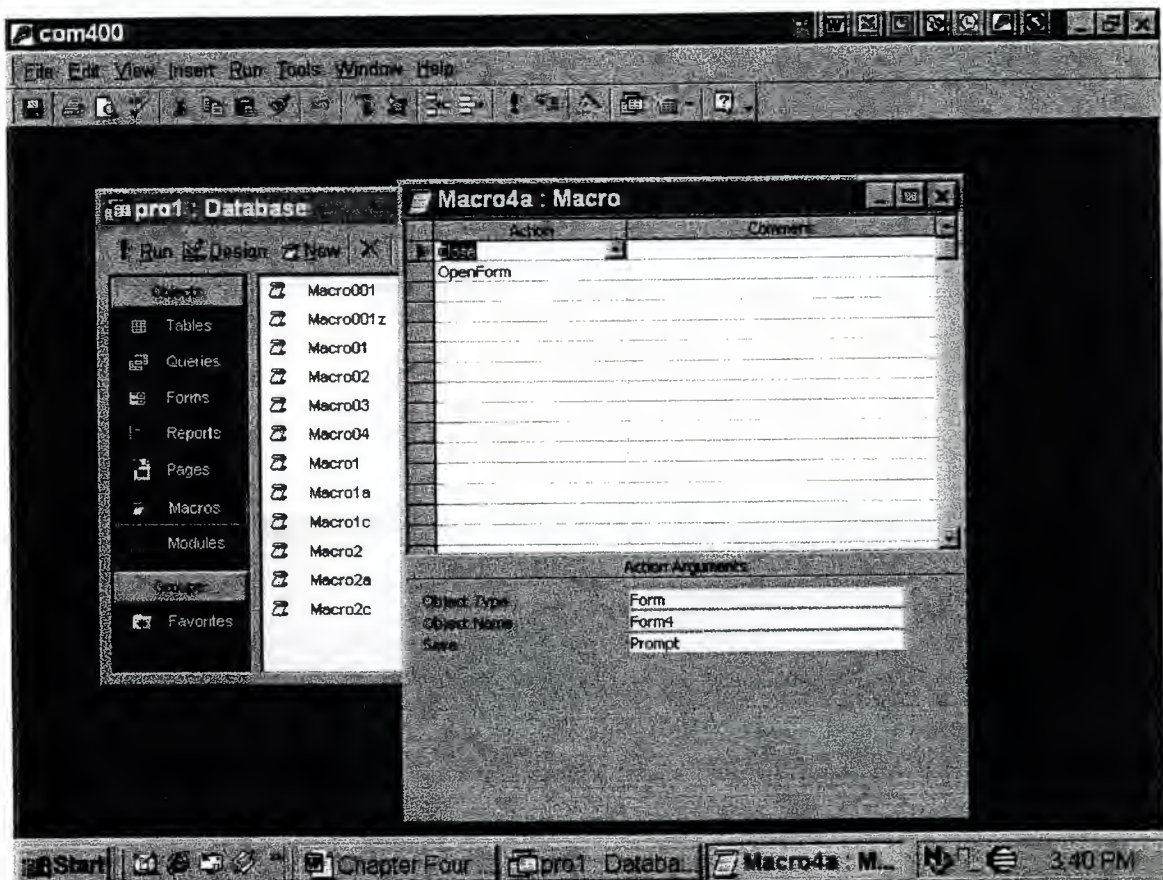 com400
File Edit View Insert Run Tools Window Help
pro1 : Database
Run Design New
Objects
Tables
Queries
Forms
Reports
Pages
Macros
Modules
Groups
Favorites
Macro001
Macro001z
Macro01
Macro02
Macro03
Macro04
Macro1
Macro1a
Macro1c
Macro2
Macro2a
Macro2c
Macro4a : Macro
Action Comment
close
OpenForm
Action Arguments
Object Type Form
Object Name Form4
Save Prompt
Start Chapter Four pro1 : Databa... Macro4a : M... 3:40 PM